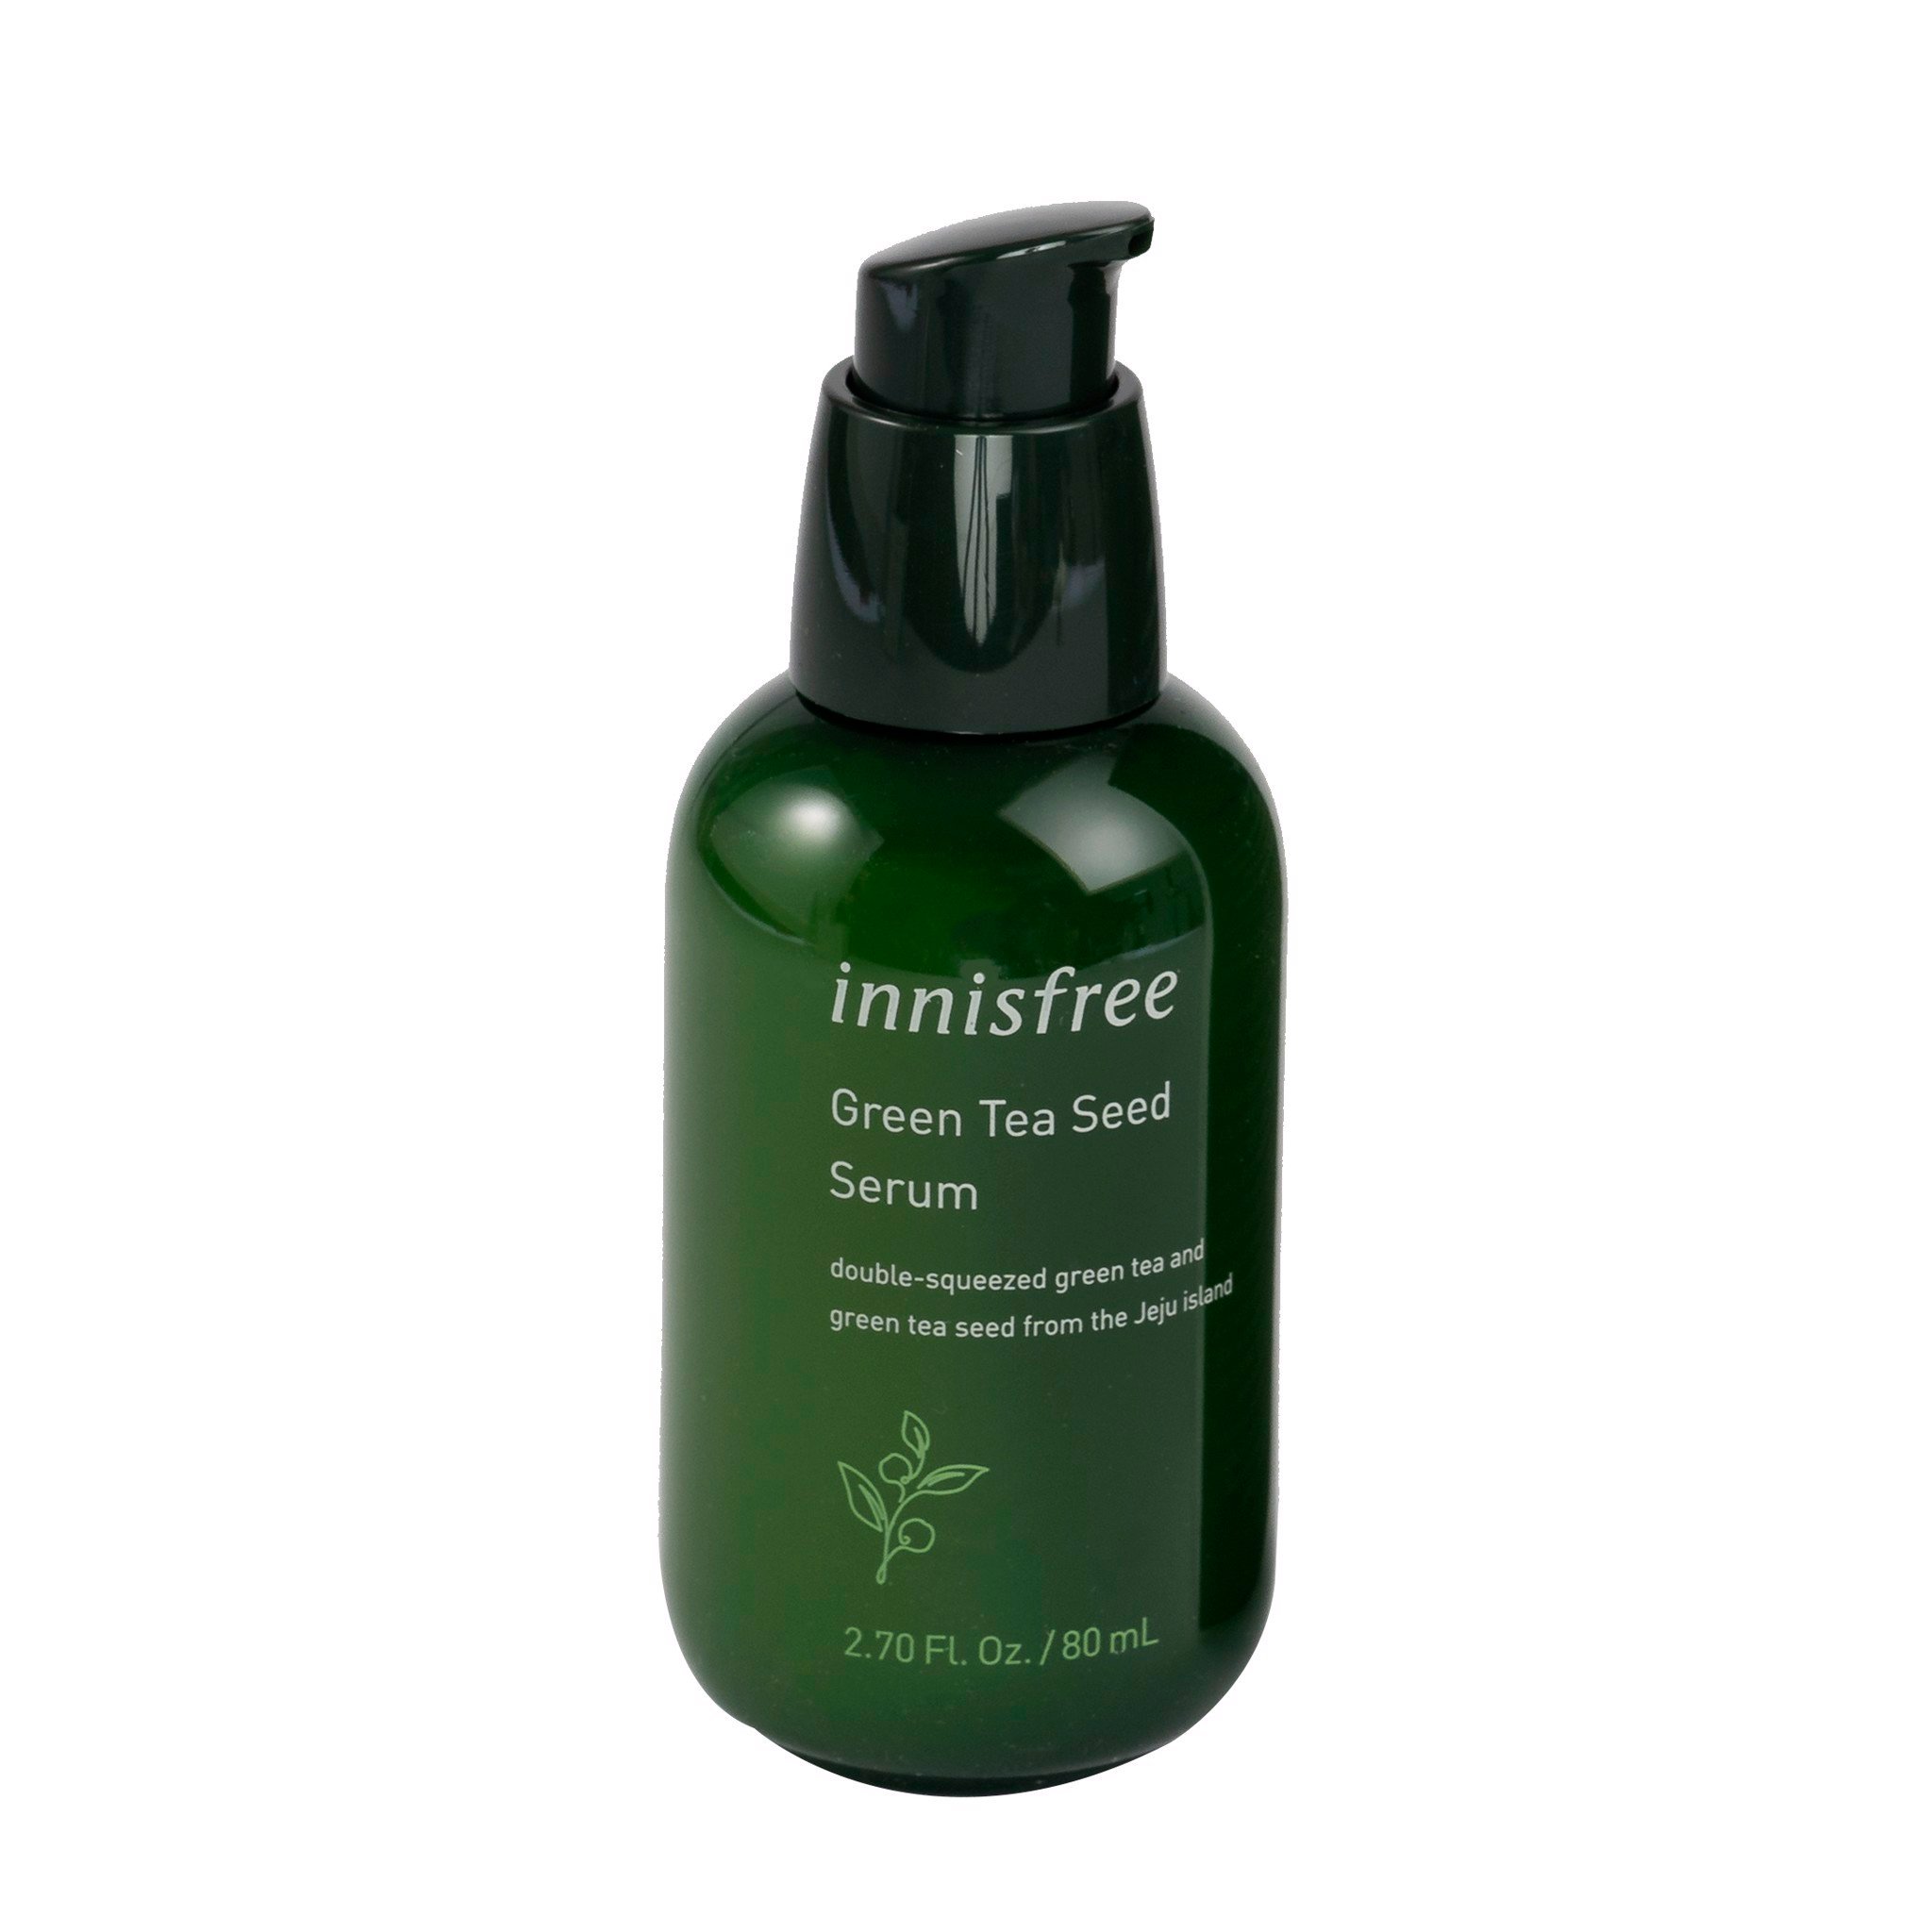 innisfree
Green Tea Seed
Serum
double-squeezed green tea and
green tea seed from the Jeju island
2.70 Fl. Oz. / 80 mL